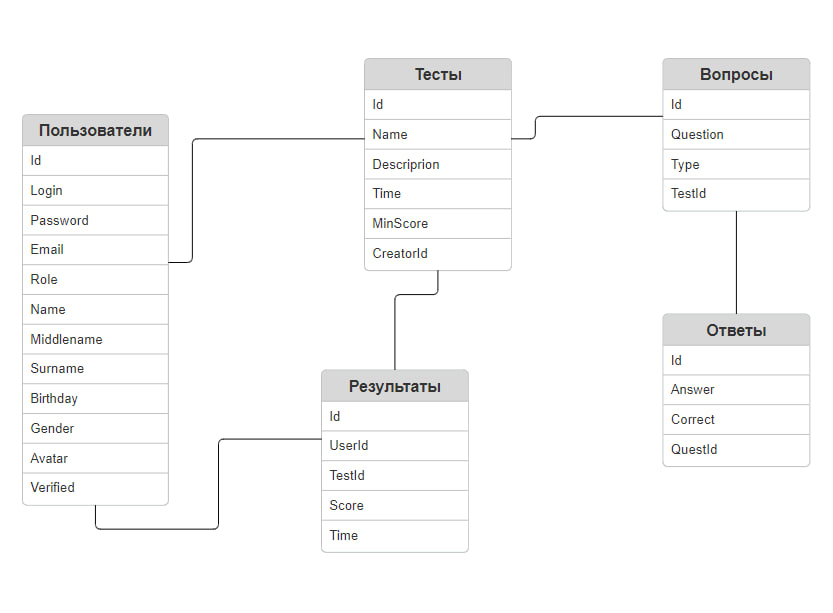 Пользователи
Id
Login
Password
Email
Role
Name
Middlename
Surname
Birthday
Gender
Avatar
Verified
Тесты
Id
Name
Descriprion
Time
MinScore
CreatorId
Результаты
Id
UserId
TestId
Score
Time
Вопросы
Id
Question
Type
TestId
Ответы
Id
Answer
Correct
QuestId